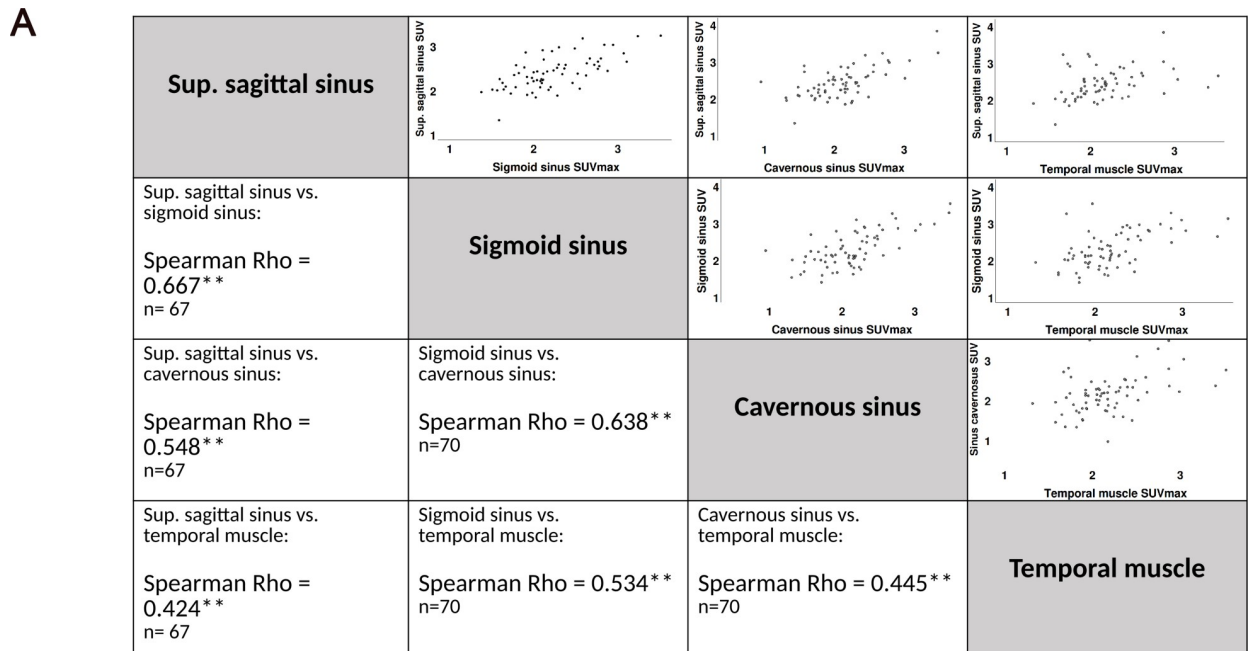 A
Sup. sagittal sinus
Sup. sagittal sinus SUV
3
2
1
1 2 3
Sigmoid sinus SUVmax
Sup. sagittal sinus SUV
4
3
2
1
1 2 3
Cavernous sinus SUVmax
Sup. sagittal sinus SUV
4
3
2
1
1 2 3
Temporal muscle SUVmax
Sup. sagittal sinus vs.
sigmoid sinus:
Spearman Rho =
0.667**
n= 67
Sigmoid sinus
Sigmoid sinus SUV
4
3
2
1
1 2 3
Cavernous sinus SUVmax
Sigmoid sinus SUV
4
3
2
1
1 2 3
Temporal muscle SUVmax
Sup. sagittal sinus vs.
cavernous sinus:
Spearman Rho =
0.548**
n=67
Sigmoid sinus vs.
cavernous sinus:
Spearman Rho = 0.638**
n=70
Cavernous sinus
Sinus cavernosus SUV
3
2
1
1 2 3
Temporal muscle SUVmax
Sup. sagittal sinus vs.
temporal muscle:
Spearman Rho =
0.424**
n= 67
Sigmoid sinus vs.
temporal muscle:
Spearman Rho = 0.534**
n=70
Cavernous sinus vs.
temporal muscle:
Spearman Rho = 0.445**
n=70
Temporal muscle